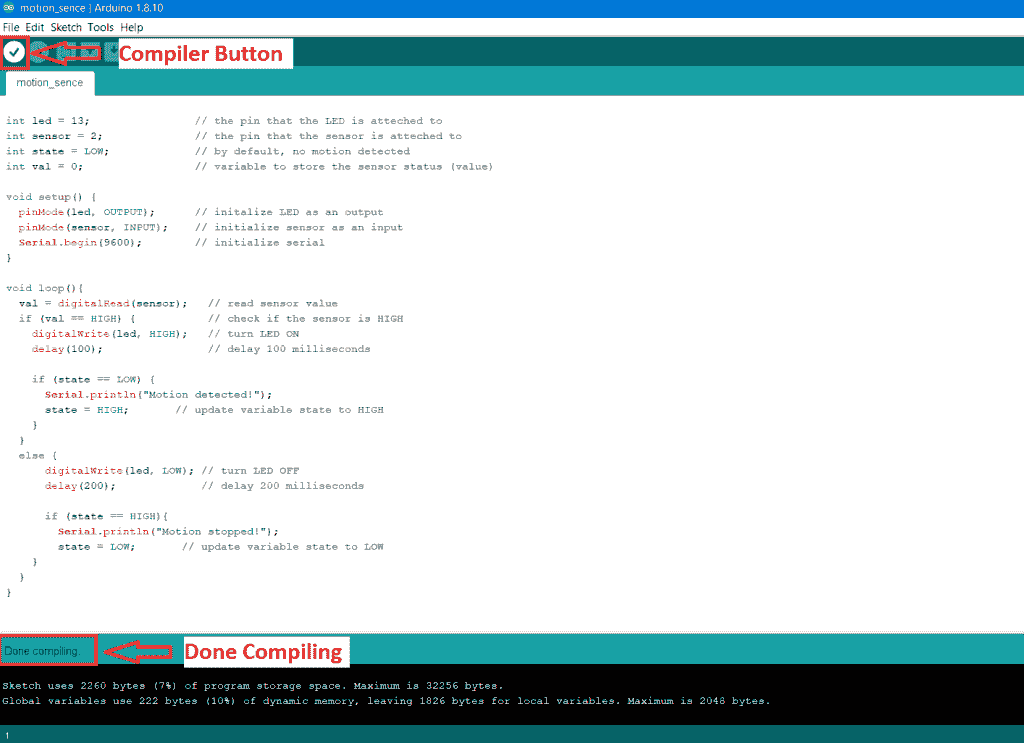 motion_sence | Arduino 1.8.10
File Edit Sketch Tools Help
Compiler Button
motion_sence
int led = 13; // the pin that the LED is atteched to
int sensor = 2; // the pin that the sensor is atteched to
int state = LOW; // by default, no motion detected
int val = 0; // variable to store the sensor status (value)
void setup() {
pinMode(led, OUTPUT); // initalize LED as an output
pinMode(sensor, INPUT); // initialize sensor as an input
Serial.begin(9600); // initialize serial
}
void loop(){
val = digitalRead(sensor); // read sensor value
if (val == HIGH) { // check if the sensor is HIGH
digitalWrite(led, HIGH); // turn LED ON
delay(100); // delay 100 milliseconds
if (state == LOW) {
Serial.println("Motion detected!");
state = HIGH; // update variable state to HIGH
}
}
else {
digitalWrite(led, LOW); // turn LED OFF
delay(200); // delay 200 milliseconds
if (state == HIGH){
Serial.println("Motion stopped!");
state = LOW; // update variable state to LOW
}
}
}
Done compiling. Done Compiling
Sketch uses 2260 bytes (7%) of program storage space. Maximum is 32256 bytes.
Global variables use 222 bytes (10%) of dynamic memory, leaving 1826 bytes for local variables. Maximum is 2048 bytes.
1